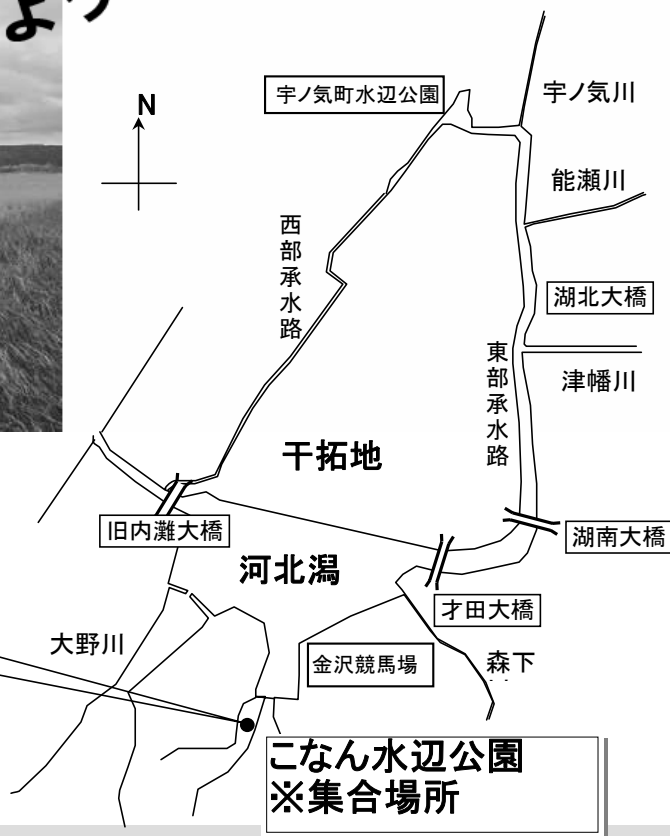 より
N
宇ノ気町水辺公園
宇ノ気川
能瀬川
西部承水路
湖北大橋
東部承水路
津幡川
干拓地
旧内灘大橋
湖南大橋
河北潟
才田大橋
大野川
金沢競馬場
森下
こなん水辺公園
※集合場所